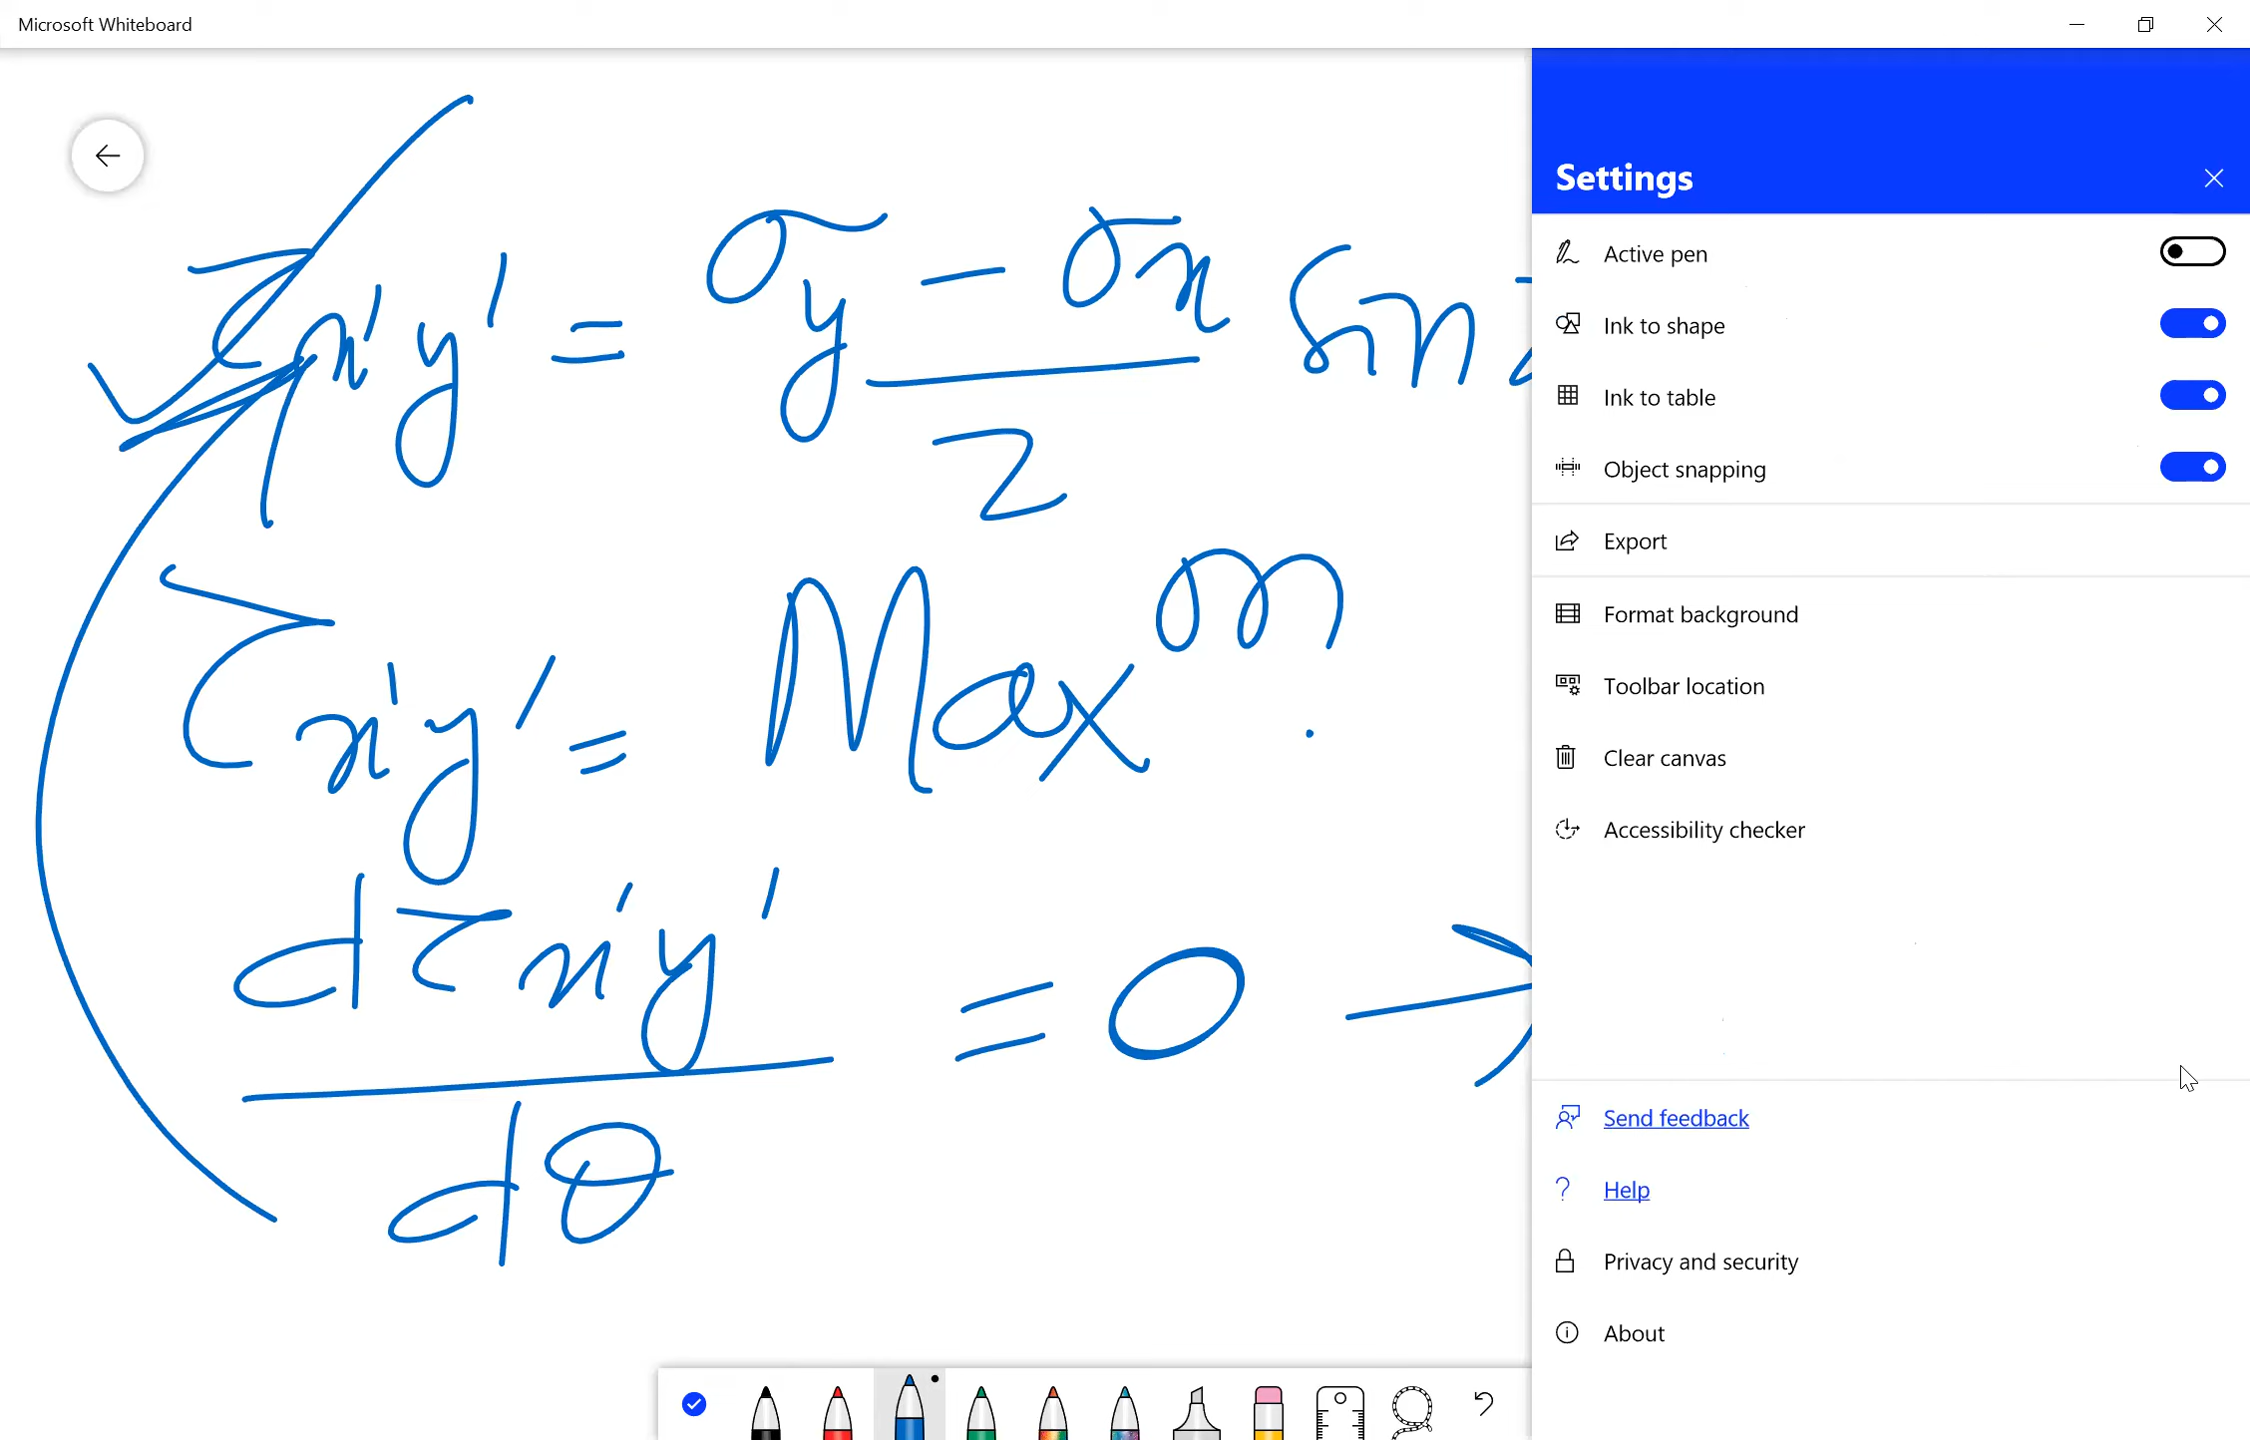 Microsoft Whiteboard
τx'y' = σy - σx / 2 sin 2
τx'y' = Max m .
dτx'y' / dθ = 0 →
Settings
Active pen
Ink to shape
Ink to table
Object snapping
Export
Format background
Toolbar location
Clear canvas
Accessibility checker
Send feedback
Help
Privacy and security
About